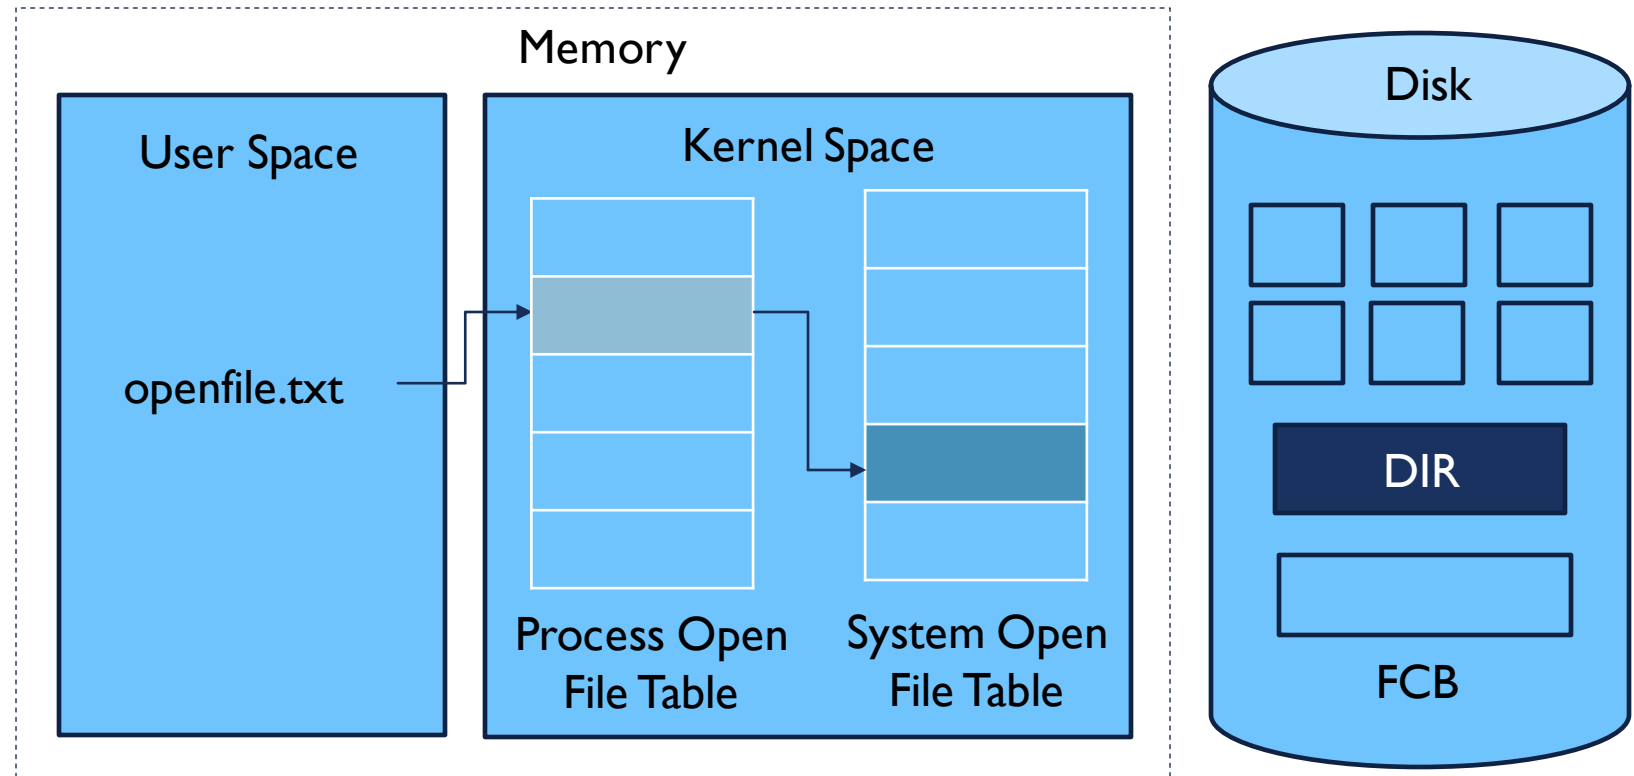 Memory
User Space
Kernel Space
openfile.txt
Process Open
File Table
System Open
File Table
Disk
DIR
FCB